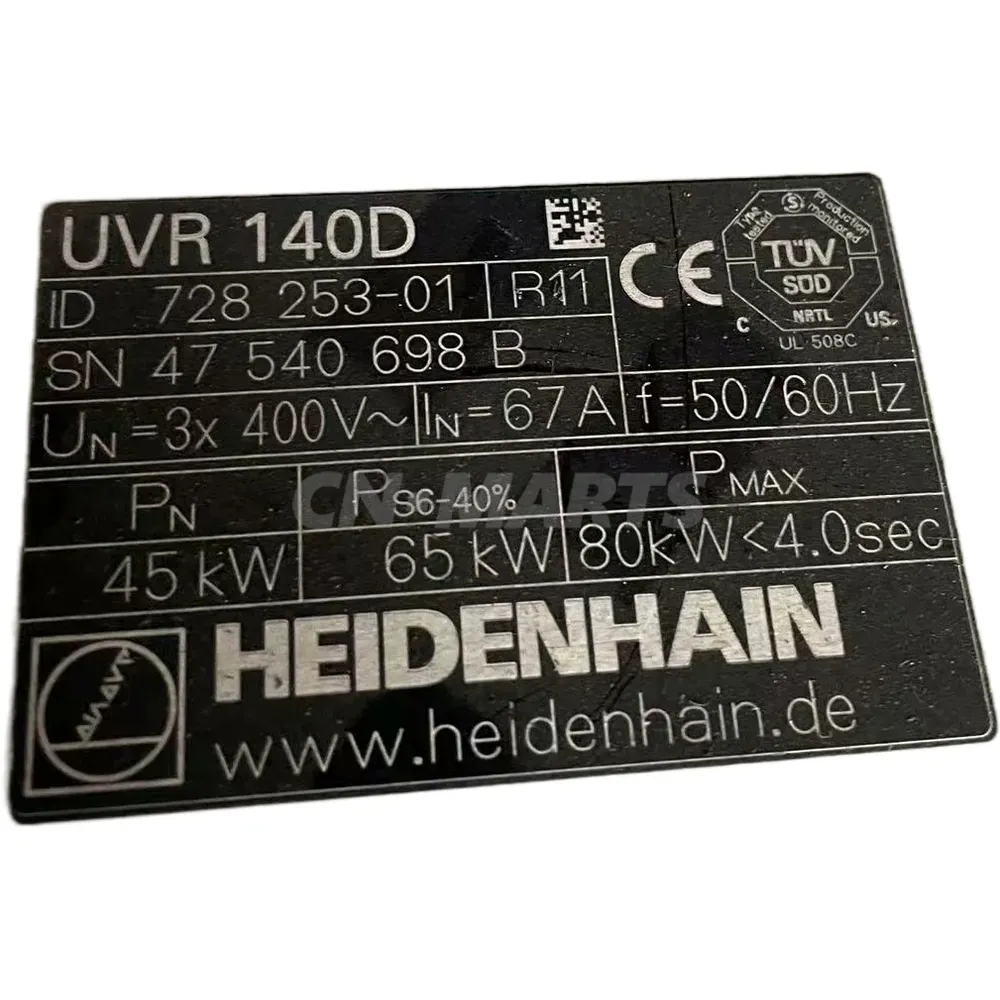 UVR 140D
ID 728 253-01 R11
SN 47 540 698 B
CE
Type tested
S
Production monitored
TÜV
SÜD
NRTL
C US
UL 508C
UN =3x 400V~ IN=67A f=50/60Hz
PN PS6-40% PMAX
45 kW 65 kW 80kW<4.0sec
CN-MARTS
HEIDENHAIN
www.heidenhain.de